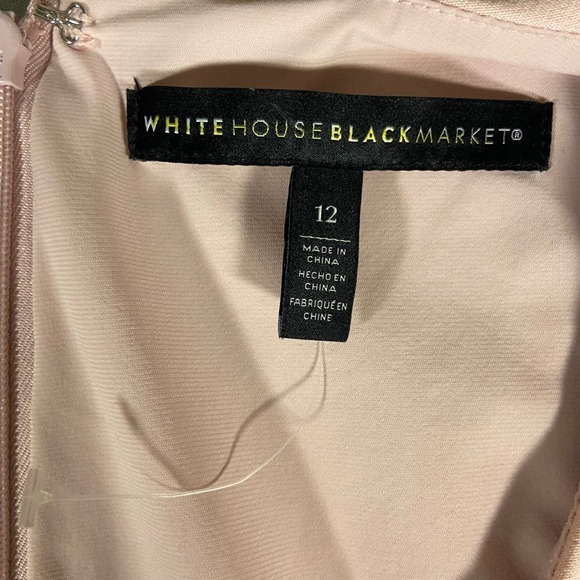 WHITE HOUSE BLACK MARKET®
12
MADE IN
CHINA
HECHO EN
CHINA
FABRIQUÉ EN
CHINE